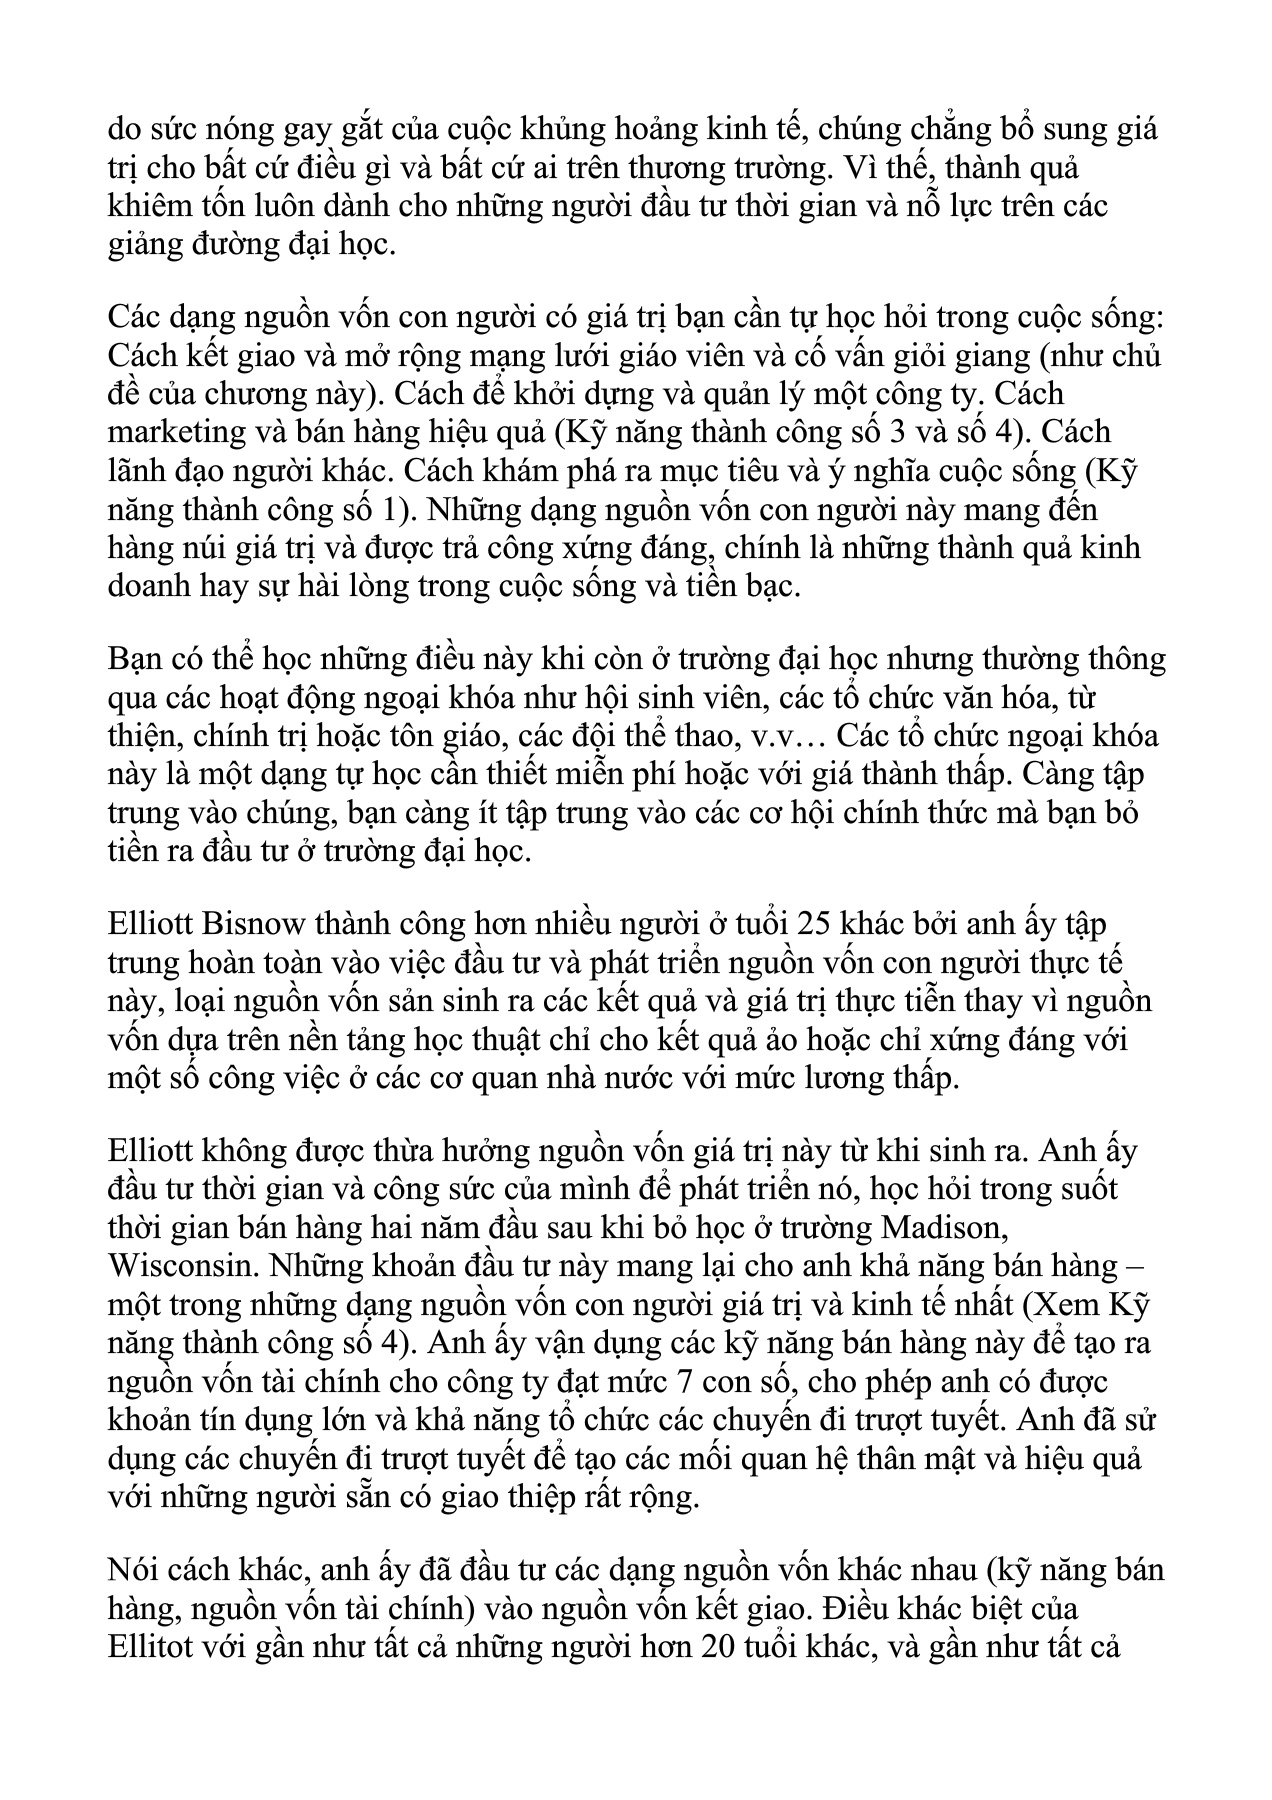 do sức nóng gay gắt của cuộc khủng hoảng kinh tế, chúng chẳng bổ sung giá
trị cho bất cứ điều gì và bất cứ ai trên thương trường. Vì thế, thành quả
khiêm tốn luôn dành cho những người đầu tư thời gian và nỗ lực trên các
giảng đường đại học.
Các dạng nguồn vốn con người có giá trị bạn cần tự học hỏi trong cuộc sống:
Cách kết giao và mở rộng mạng lưới giáo viên và cố vấn giỏi giang (như chủ
đề của chương này). Cách để khởi dựng và quản lý một công ty. Cách
marketing và bán hàng hiệu quả (Kỹ năng thành công số 3 và số 4). Cách
lãnh đạo người khác. Cách khám phá ra mục tiêu và ý nghĩa cuộc sống (Kỹ
năng thành công số 1). Những dạng nguồn vốn con người này mang đến
hàng núi giá trị và được trả công xứng đáng, chính là những thành quả kinh
doanh hay sự hài lòng trong cuộc sống và tiền bạc.
Bạn có thể học những điều này khi còn ở trường đại học nhưng thường thông
qua các hoạt động ngoại khóa như hội sinh viên, các tổ chức văn hóa, từ
thiện, chính trị hoặc tôn giáo, các đội thể thao, v.v… Các tổ chức ngoại khóa
này là một dạng tự học cần thiết miễn phí hoặc với giá thành thấp. Càng tập
trung vào chúng, bạn càng ít tập trung vào các cơ hội chính thức mà bạn bỏ
tiền ra đầu tư ở trường đại học.
Elliott Bisnow thành công hơn nhiều người ở tuổi 25 khác bởi anh ấy tập
trung hoàn toàn vào việc đầu tư và phát triển nguồn vốn con người thực tế
này, loại nguồn vốn sản sinh ra các kết quả và giá trị thực tiễn thay vì nguồn
vốn dựa trên nền tảng học thuật chỉ cho kết quả ảo hoặc chỉ xứng đáng với
một số công việc ở các cơ quan nhà nước với mức lương thấp.
Elliott không được thừa hưởng nguồn vốn giá trị này từ khi sinh ra. Anh ấy
đầu tư thời gian và công sức của mình để phát triển nó, học hỏi trong suốt
thời gian bán hàng hai năm đầu sau khi bỏ học ở trường Madison,
Wisconsin. Những khoản đầu tư này mang lại cho anh khả năng bán hàng –
một trong những dạng nguồn vốn con người giá trị và kinh tế nhất (Xem Kỹ
năng thành công số 4). Anh ấy vận dụng các kỹ năng bán hàng này để tạo ra
nguồn vốn tài chính cho công ty đạt mức 7 con số, cho phép anh có được
khoản tín dụng lớn và khả năng tổ chức các chuyến đi trượt tuyết. Anh đã sử
dụng các chuyến đi trượt tuyết để tạo các mối quan hệ thân mật và hiệu quả
với những người sẵn có giao thiệp rất rộng.
Nói cách khác, anh ấy đã đầu tư các dạng nguồn vốn khác nhau (kỹ năng bán
hàng, nguồn vốn tài chính) vào nguồn vốn kết giao. Điều khác biệt của
Ellitot với gần như tất cả những người hơn 20 tuổi khác, và gần như tất cả